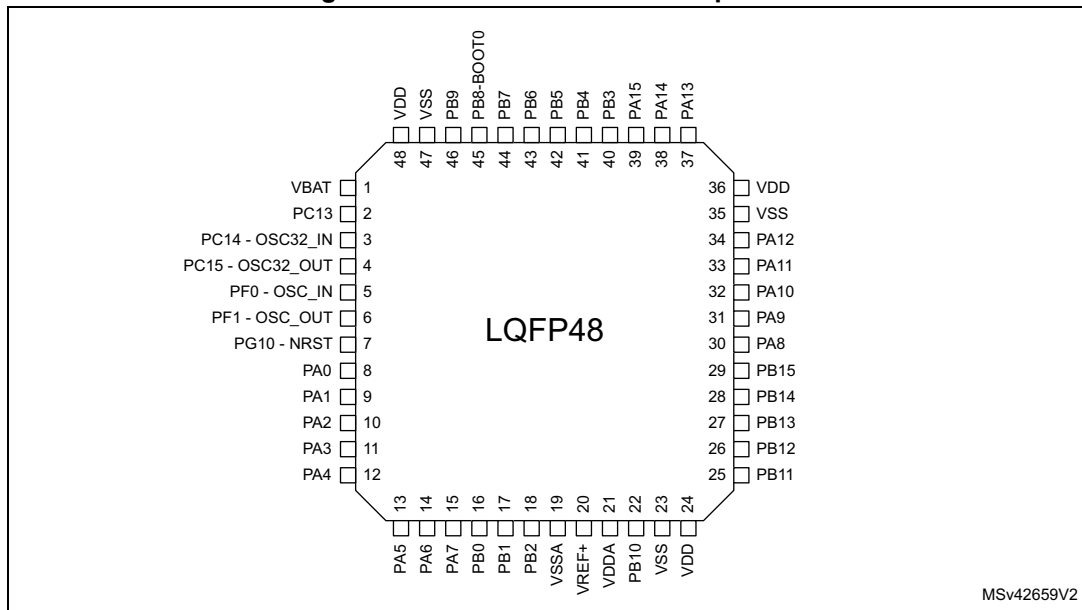 VDD
VSS
PB9
PB8-BOOT0
PB7
PB6
PB5
PB4
PB3
PA15
PA14
PA13
48
47
46
45
44
43
42
41
40
39
38
37
VBAT 1
PC13 2
PC14 - OSC32_IN 3
PC15 - OSC32_OUT 4
PF0 - OSC_IN 5
PF1 - OSC_OUT 6
PG10 - NRST 7
PA0 8
PA1 9
PA2 10
PA3 11
PA4 12
LQFP48
36 VDD
35 VSS
34 PA12
33 PA11
32 PA10
31 PA9
30 PA8
29 PB15
28 PB14
27 PB13
26 PB12
25 PB11
13
14
15
16
17
18
19
20
21
22
23
24
PA5
PA6
PA7
PB0
PB1
PB2
VSSA
VREF+
VDDA
PB10
VSS
VDD
MSv42659V2